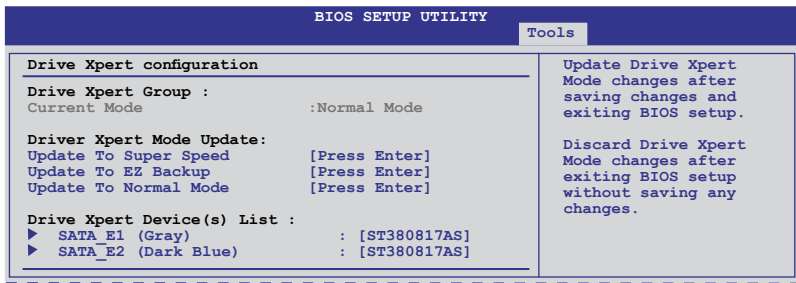 BIOS SETUP UTILITY
Tools
Drive Xpert configuration
Drive Xpert Group :
Current Mode :Normal Mode
Driver Xpert Mode Update:
Update To Super Speed [Press Enter]
Update To EZ Backup [Press Enter]
Update To Normal Mode [Press Enter]
Drive Xpert Device(s) List :
SATA_E1 (Gray) : [ST380817AS]
SATA_E2 (Dark Blue) : [ST380817AS]
Update Drive Xpert
Mode changes after
saving changes and
exiting BIOS setup.
Discard Drive Xpert
Mode changes after
exiting BIOS setup
without saving any
changes.